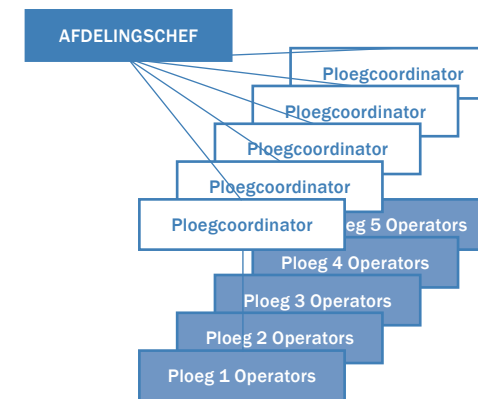 AFDELINGSCHEF
Ploegcoordinator
Ploegcoordinator
Ploegcoordinator
Ploegcoordinator
Ploegcoordinator
eg 5 Operators
Ploeg 4 Operators
Ploeg 3 Operators
Ploeg 2 Operators
Ploeg 1 Operators